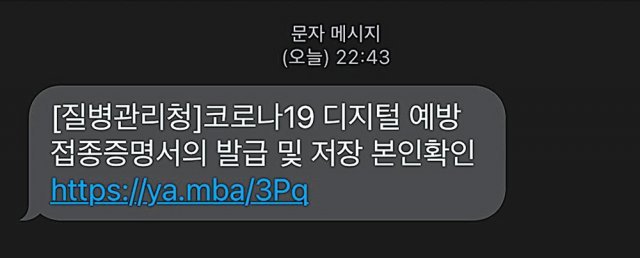 문자 메시지
(오늘) 22:43
[질병관리청]코로나19 디지털 예방
접종증명서의 발급 및 저장 본인확인
https://ya.mba/3Pq